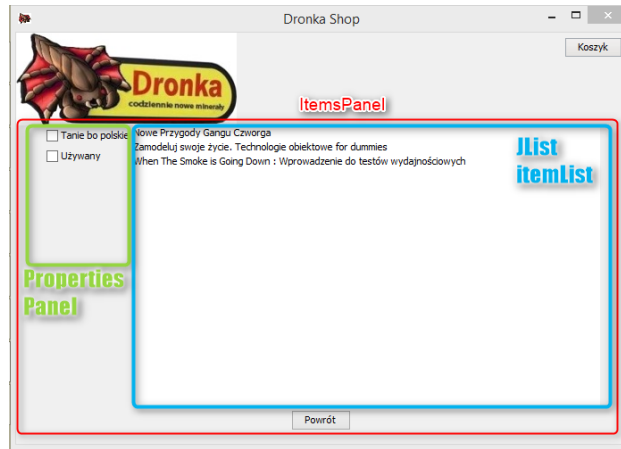 Dronka Shop
Koszyk
Dronka
codziennie nowe minerały
ItemsPanel
Tanie bo polskie
Używany
Nowe Przygody Gangu Czworga
Zamodeluj swoje życie. Technologie obiektowe for dummies
When The Smoke is Going Down : Wprowadzenie do testów wydajnościowych
JList
itemList
Properties
Panel
Powrót